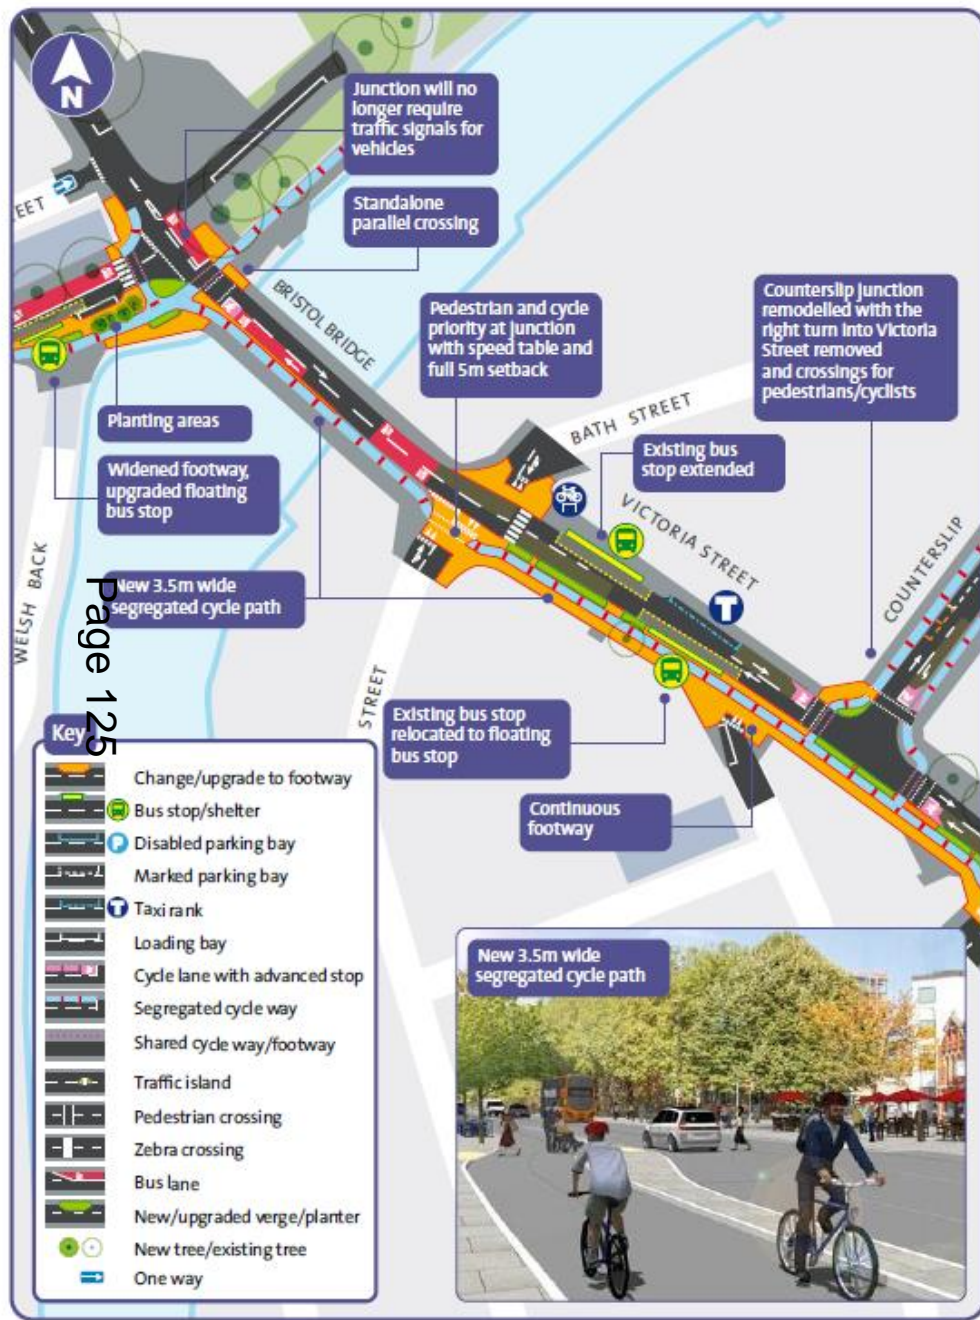 N
Junction will no
longer require
traffic signals for
vehicles
EET
Standalone
parallel crossing
BRISTOL BRIDGE
Pedestrian and cycle
priority at junction
with speed table and
full 5m setback
Counterslip junction
remodelled with the
right turn into Victoria
Street removed
and crossings for
pedestrians/cyclists
Planting areas
BATH STREET
Existing bus
stop extended
Widened footway,
upgraded floating
bus stop
VICTORIA STREET
COUNTERSLIP
T
WELSH BACK
New 3.5m wide
segregated cycle path
Page 125
STREET
Existing bus stop
relocated to floating
bus stop
Continuous
footway
Key
Change/upgrade to footway
Bus stop/shelter
P Disabled parking bay
Marked parking bay
T Taxi rank
Loading bay
Cycle lane with advanced stop
Segregated cycle way
Shared cycle way/footway
Traffic island
Pedestrian crossing
Zebra crossing
Bus lane
New/upgraded verge/planter
New tree/existing tree
One way
New 3.5m wide
segregated cycle path